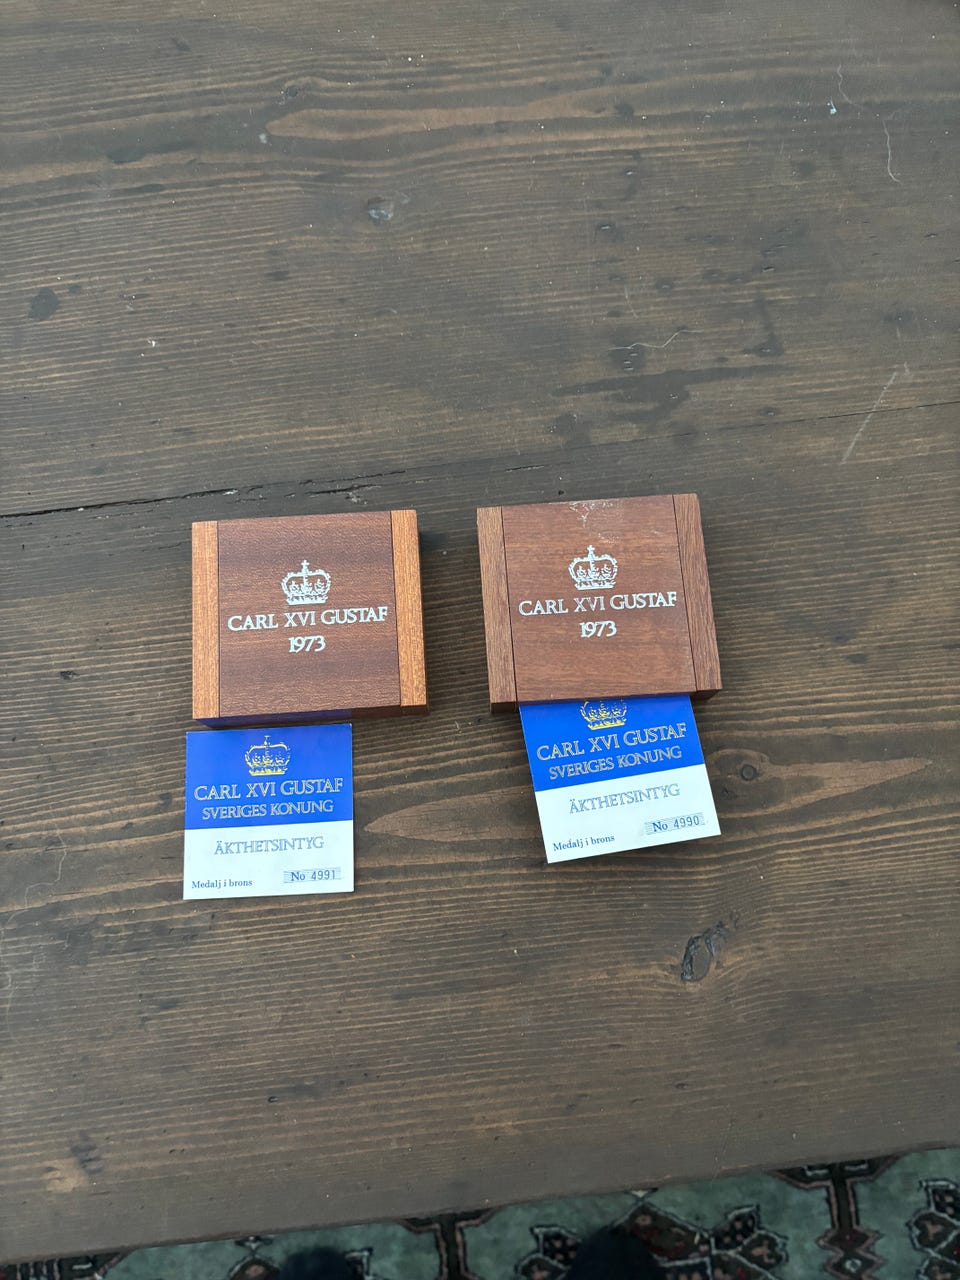 CARL XVI GUSTAF
1973
CARL XVI GUSTAF
1973
CARL XVI GUSTAF
SVERIGES KONUNG
ÄKTHETSINTYG
Medalj i brons
No 4991
CARL XVI GUSTAF
SVERIGES KONUNG
ÄKTHETSINTYG
Medalj i brons
No 4990